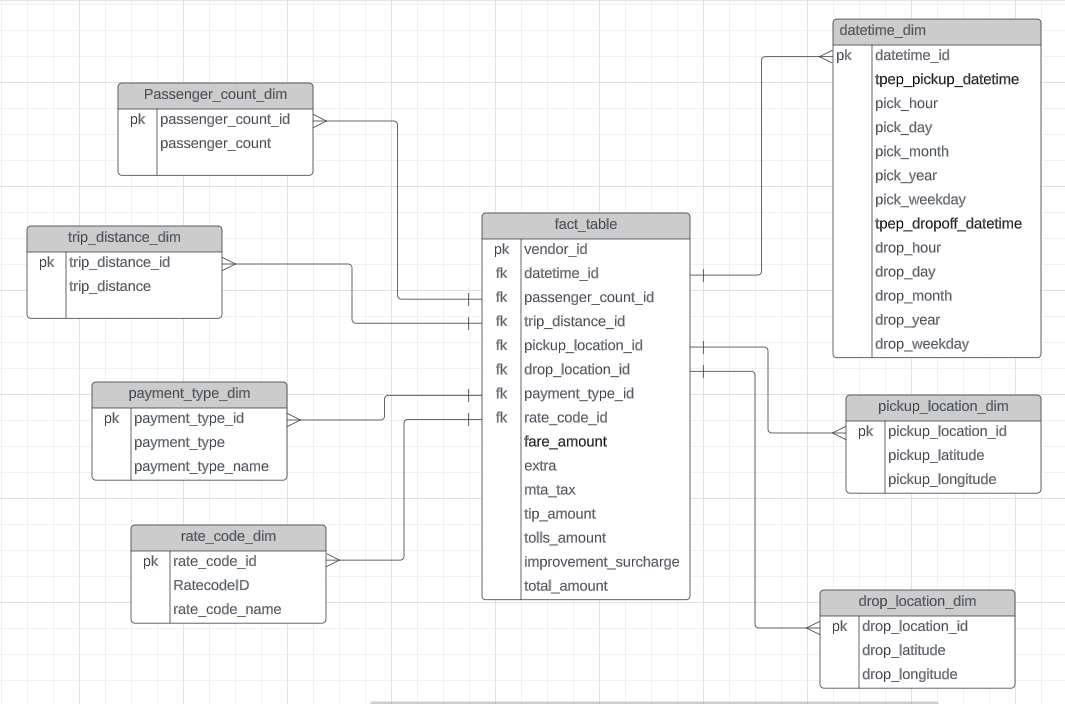 Passenger_count_dim
pk passenger_count_id
passenger_count
trip_distance_dim
pk trip_distance_id
trip_distance
payment_type_dim
pk payment_type_id
payment_type
payment_type_name
rate_code_dim
pk rate_code_id
RatecodeID
rate_code_name
fact_table
pk vendor_id
fk datetime_id
fk passenger_count_id
fk trip_distance_id
fk pickup_location_id
fk drop_location_id
fk payment_type_id
fk rate_code_id
fare_amount
extra
mta_tax
tip_amount
tolls_amount
improvement_surcharge
total_amount
datetime_dim
pk datetime_id
tpep_pickup_datetime
pick_hour
pick_day
pick_month
pick_year
pick_weekday
tpep_dropoff_datetime
drop_hour
drop_day
drop_month
drop_year
drop_weekday
pickup_location_dim
pk pickup_location_id
pickup_latitude
pickup_longitude
drop_location_dim
pk drop_location_id
drop_latitude
drop_longitude